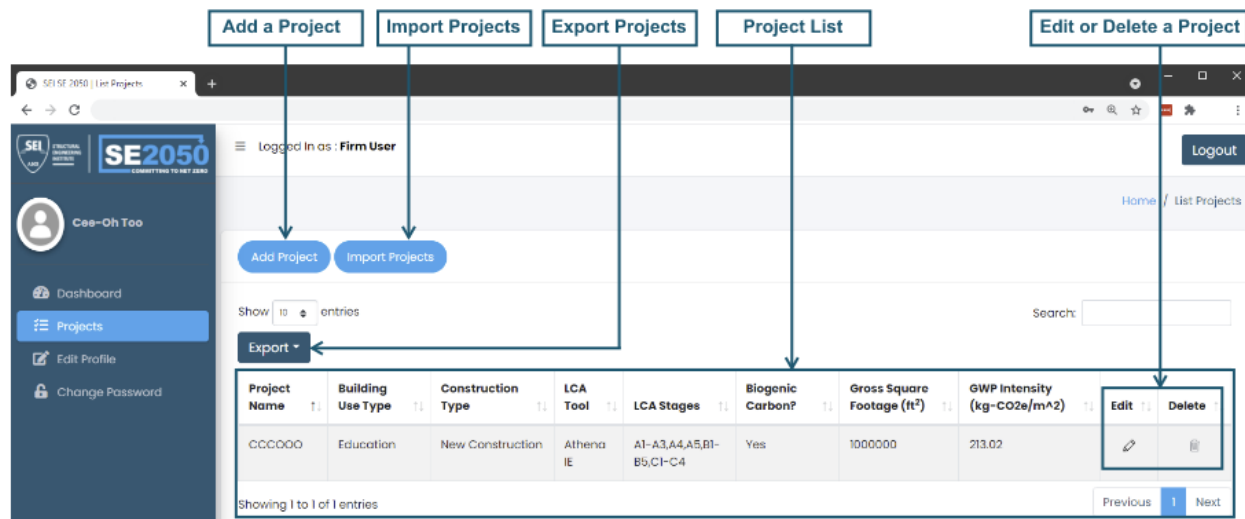 Add a Project
Import Projects
Export Projects
Project List
Edit or Delete a Project
SEI SE 2050 | List Projects
SEI
STRUCTURAL
ENGINEERING
INSTITUTE
SE2050
COMMITTING TO NET ZERO
Logged In as : Firm User
Logout
Home / List Projects
Cee-Oh Too
Add Project
Import Projects
Dashboard
Projects
Edit Profile
Change Password
Show 10 entries
Search:
Export
Project Name
Building Use Type
Construction Type
LCA Tool
LCA Stages
Biogenic Carbon?
Gross Square Footage (ft²)
GWP Intensity (kg-CO2e/m^2)
Edit
Delete
CCCOOO
Education
New Construction
Athena IE
A1-A3,A4,A5,B1-
B5,C1-C4
Yes
1000000
213.02
Showing 1 to 1 of 1 entries
Previous 1 Next